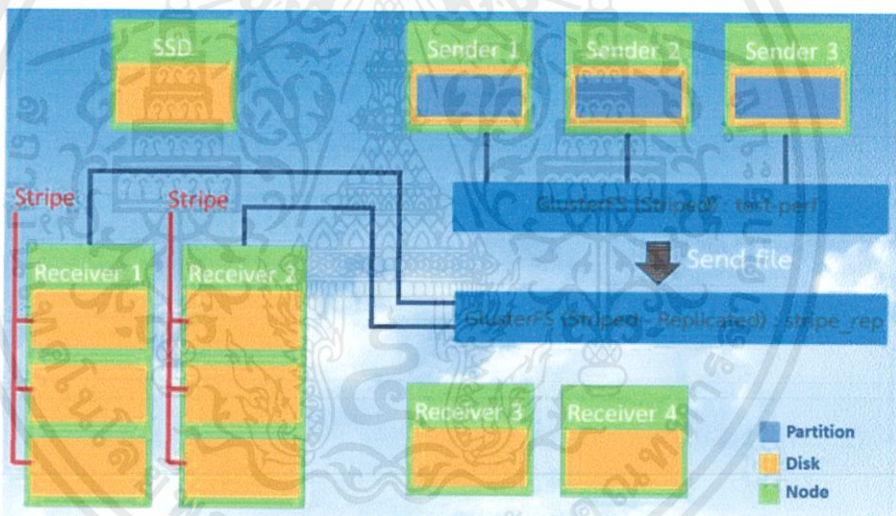 SSD
Sender 1
Sender 2
Sender 3
GlusterFS (Striped) : test-perf
Send file
Stripe
Stripe
Receiver 1
Receiver 2
GlusterFS (Striped - Replicated) : stripe_rep
Receiver 3
Receiver 4
Partition
Disk
Node